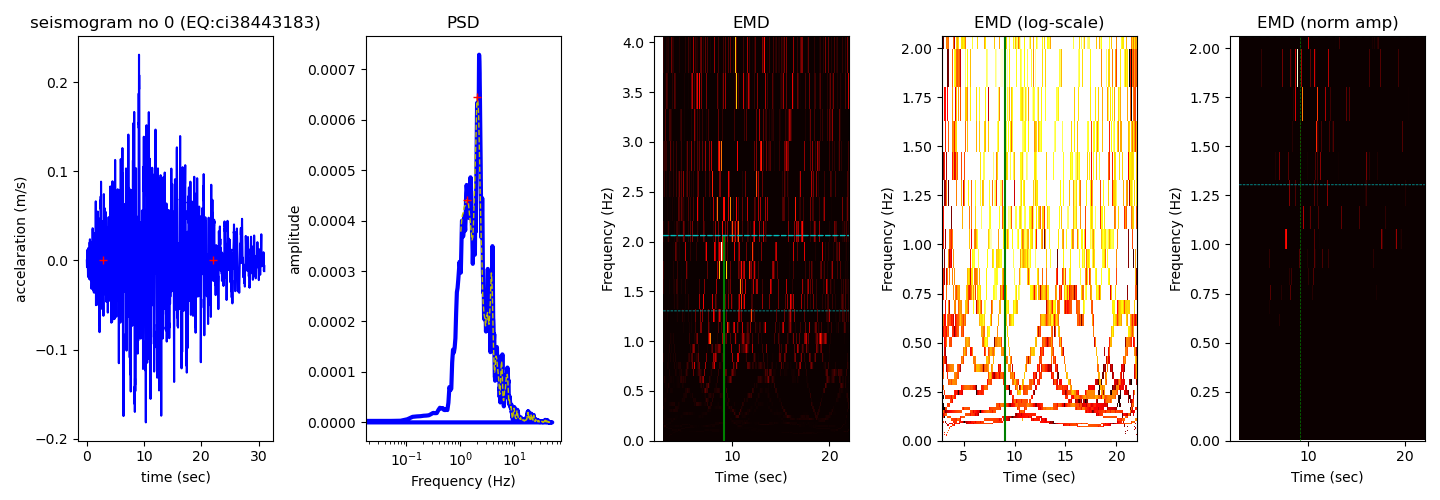 seismogram no 0 (EQ:ci38443183)
accelaration (m/s)
0.2
0.1
0.0
−0.1
−0.2
0 10 20 30
time (sec)
PSD
amplitude
0.0007
0.0006
0.0005
0.0004
0.0003
0.0002
0.0001
0.0000
10−1 100 101
Frequency (Hz)
EMD
Frequency (Hz)
4.0
3.5
3.0
2.5
2.0
1.5
1.0
0.5
0.0
10 20
Time (sec)
EMD (log-scale)
Frequency (Hz)
2.00
1.75
1.50
1.25
1.00
0.75
0.50
0.25
0.00
5 10 15 20
Time (sec)
EMD (norm amp)
Frequency (Hz)
2.00
1.75
1.50
1.25
1.00
0.75
0.50
0.25
0.00
10 20
Time (sec)